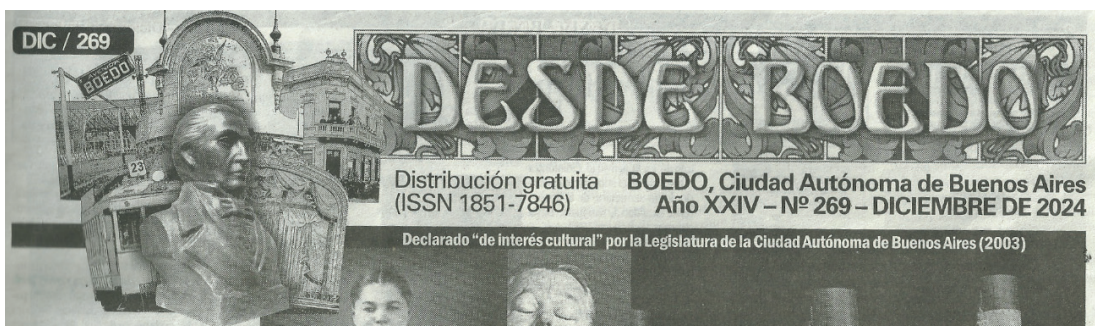 DIC / 269
BOEDO
23
DESDE BOEDO
Distribución gratuita
(ISSN 1851-7846)
BOEDO, Ciudad Autónoma de Buenos Aires
Año XXIV – Nº 269 – DICIEMBRE DE 2024
Declarado “de interés cultural” por la Legislatura de la Ciudad Autónoma de Buenos Aires (2003)